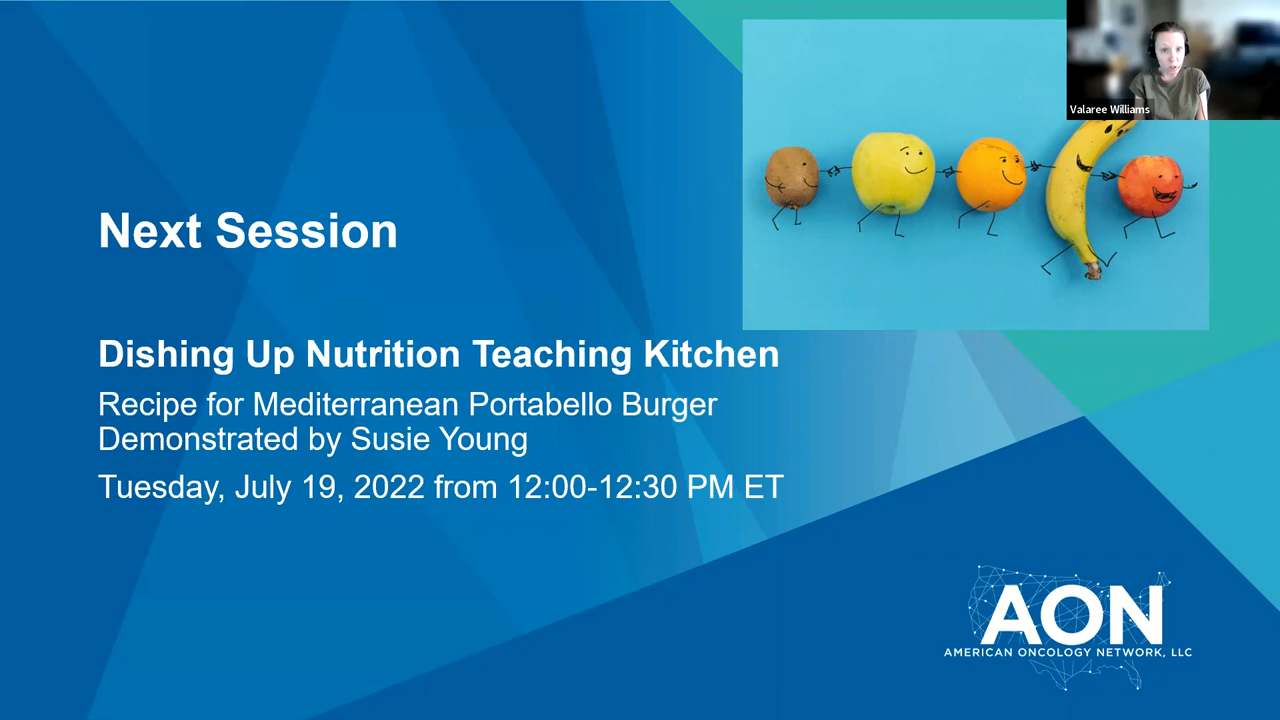 Valaree Williams
Next Session
Dishing Up Nutrition Teaching Kitchen
Recipe for Mediterranean Portabello Burger
Demonstrated by Susie Young
Tuesday, July 19, 2022 from 12:00-12:30 PM ET
AON
AMERICAN ONCOLOGY NETWORK, LLC